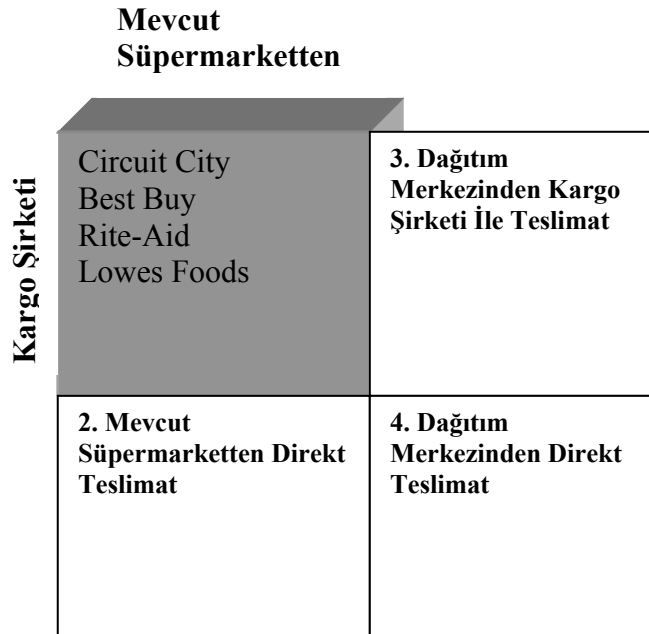 Mevcut
Süpermarketten
Kargo Şirketi
Circuit City
Best Buy
Rite-Aid
Lowes Foods
3. Dağıtım
Merkezinden Kargo
Şirketi İle Teslimat
2. Mevcut
Süpermarketten Direkt
Teslimat
4. Dağıtım
Merkezinden Direkt
Teslimat